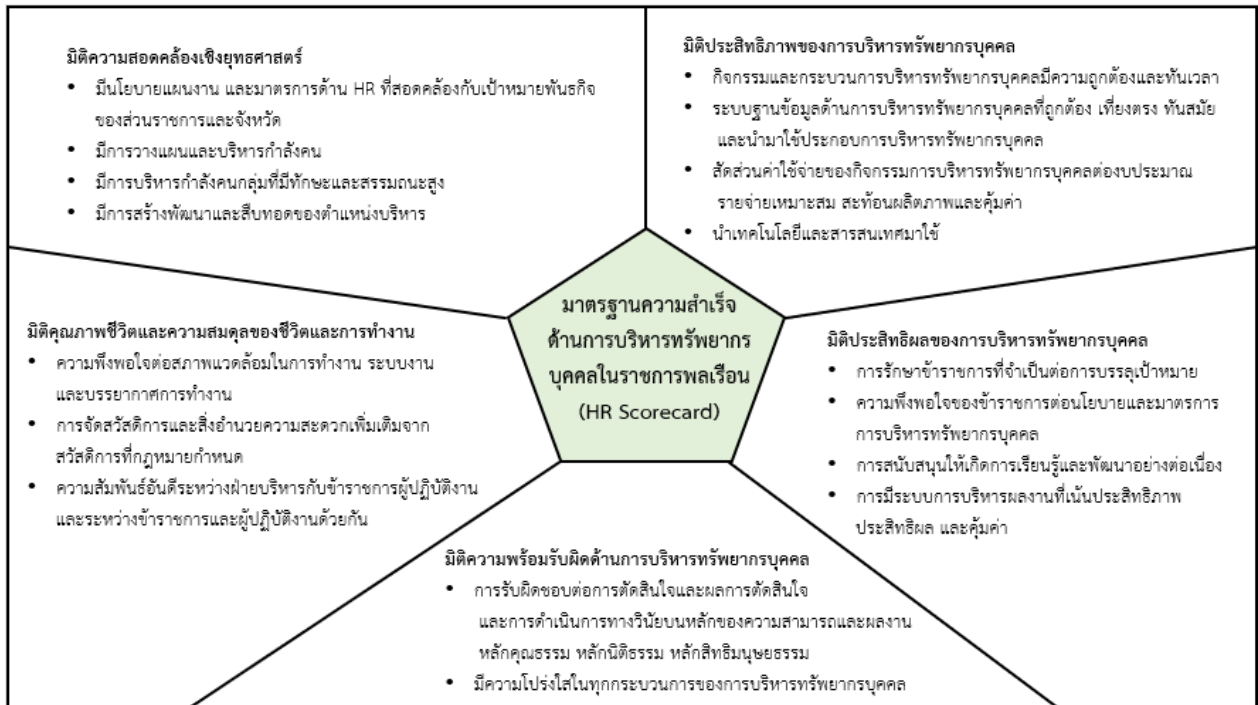 มิติความสอดคล้องเชิงยุทธศาสตร์
• มีนโยบายแผนงาน และมาตรการด้าน HR ที่สอดคล้องกับเป้าหมายพันธกิจ
ของส่วนราชการและจังหวัด
• มีการวางแผนและบริหารกำลังคน
• มีการบริหารกำลังคนกลุ่มที่มีทักษะและสรรมถนะสูง
• มีการสร้างพัฒนาและสืบทอดของตำแหน่งบริหาร
มิติประสิทธิภาพของการบริหารทรัพยากรบุคคล
• กิจกรรมและกระบวนการบริหารทรัพยากรบุคคลมีความถูกต้องและทันเวลา
• ระบบฐานข้อมูลด้านการบริหารทรัพยากรบุคคลที่ถูกต้อง เที่ยงตรง ทันสมัย
และนำมาใช้ประกอบการบริหารทรัพยากรบุคคล
• สัดส่วนค่าใช้จ่ายของกิจกรรมการบริหารทรัพยากรบุคคลต่องบประมาณ
รายจ่ายเหมาะสม สะท้อนผลิตภาพและคุ้มค่า
• นำเทคโนโลยีและสารสนเทศมาใช้
มาตรฐานความสำเร็จ
ด้านการบริหารทรัพยากร
บุคคลในราชการพลเรือน
(HR Scorecard)
มิติคุณภาพชีวิตและความสมดุลของชีวิตและการทำงาน
• ความพึงพอใจต่อสภาพแวดล้อมในการทำงาน ระบบงาน
และบรรยากาศการทำงาน
• การจัดสวัสดิการและสิ่งอำนวยความสะดวกเพิ่มเติมจาก
สวัสดิการที่กฎหมายกำหนด
• ความสัมพันธ์อันดีระหว่างฝ่ายบริหารกับข้าราชการผู้ปฏิบัติงาน
และระหว่างข้าราชการและผู้ปฏิบัติงานด้วยกัน
มิติประสิทธิผลของการบริหารทรัพยากรบุคคล
• การรักษาข้าราชการที่จำเป็นต่อการบรรลุเป้าหมาย
• ความพึงพอใจของข้าราชการต่อนโยบายและมาตรการ
การบริหารทรัพยากรบุคคล
• การสนับสนุนให้เกิดการเรียนรู้และพัฒนาอย่างต่อเนื่อง
• การมีระบบการบริหารผลงานที่เน้นประสิทธิภาพ
ประสิทธิผล และคุ้มค่า
มิติความพร้อมรับผิดด้านการบริหารทรัพยากรบุคคล
• การรับผิดชอบต่อการตัดสินใจและผลการตัดสินใจ
และการดำเนินการทางวินัยบนหลักของความสามารถและผลงาน
หลักคุณธรรม หลักนิติธรรม หลักสิทธิมนุษยธรรม
• มีความโปร่งใสในทุกกระบวนการของการบริหารทรัพยากรบุคคล